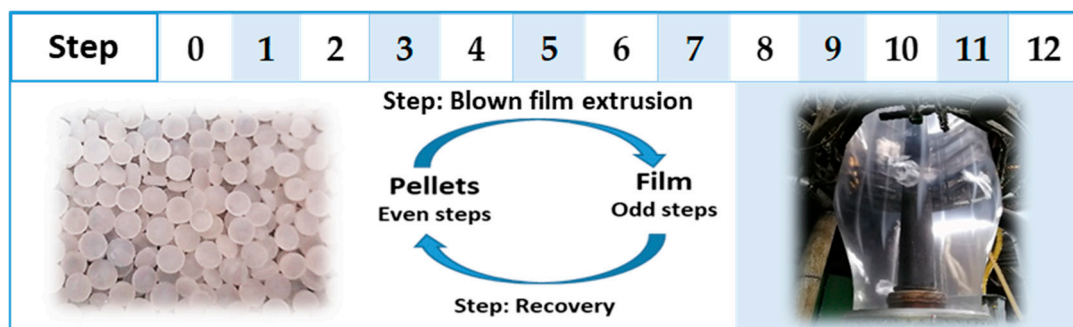 Step 0 1 2 3 4 5 6 7 8 9 10 11 12
Step: Blown film extrusion
Pellets
Even steps
Film
Odd steps
Step: Recovery